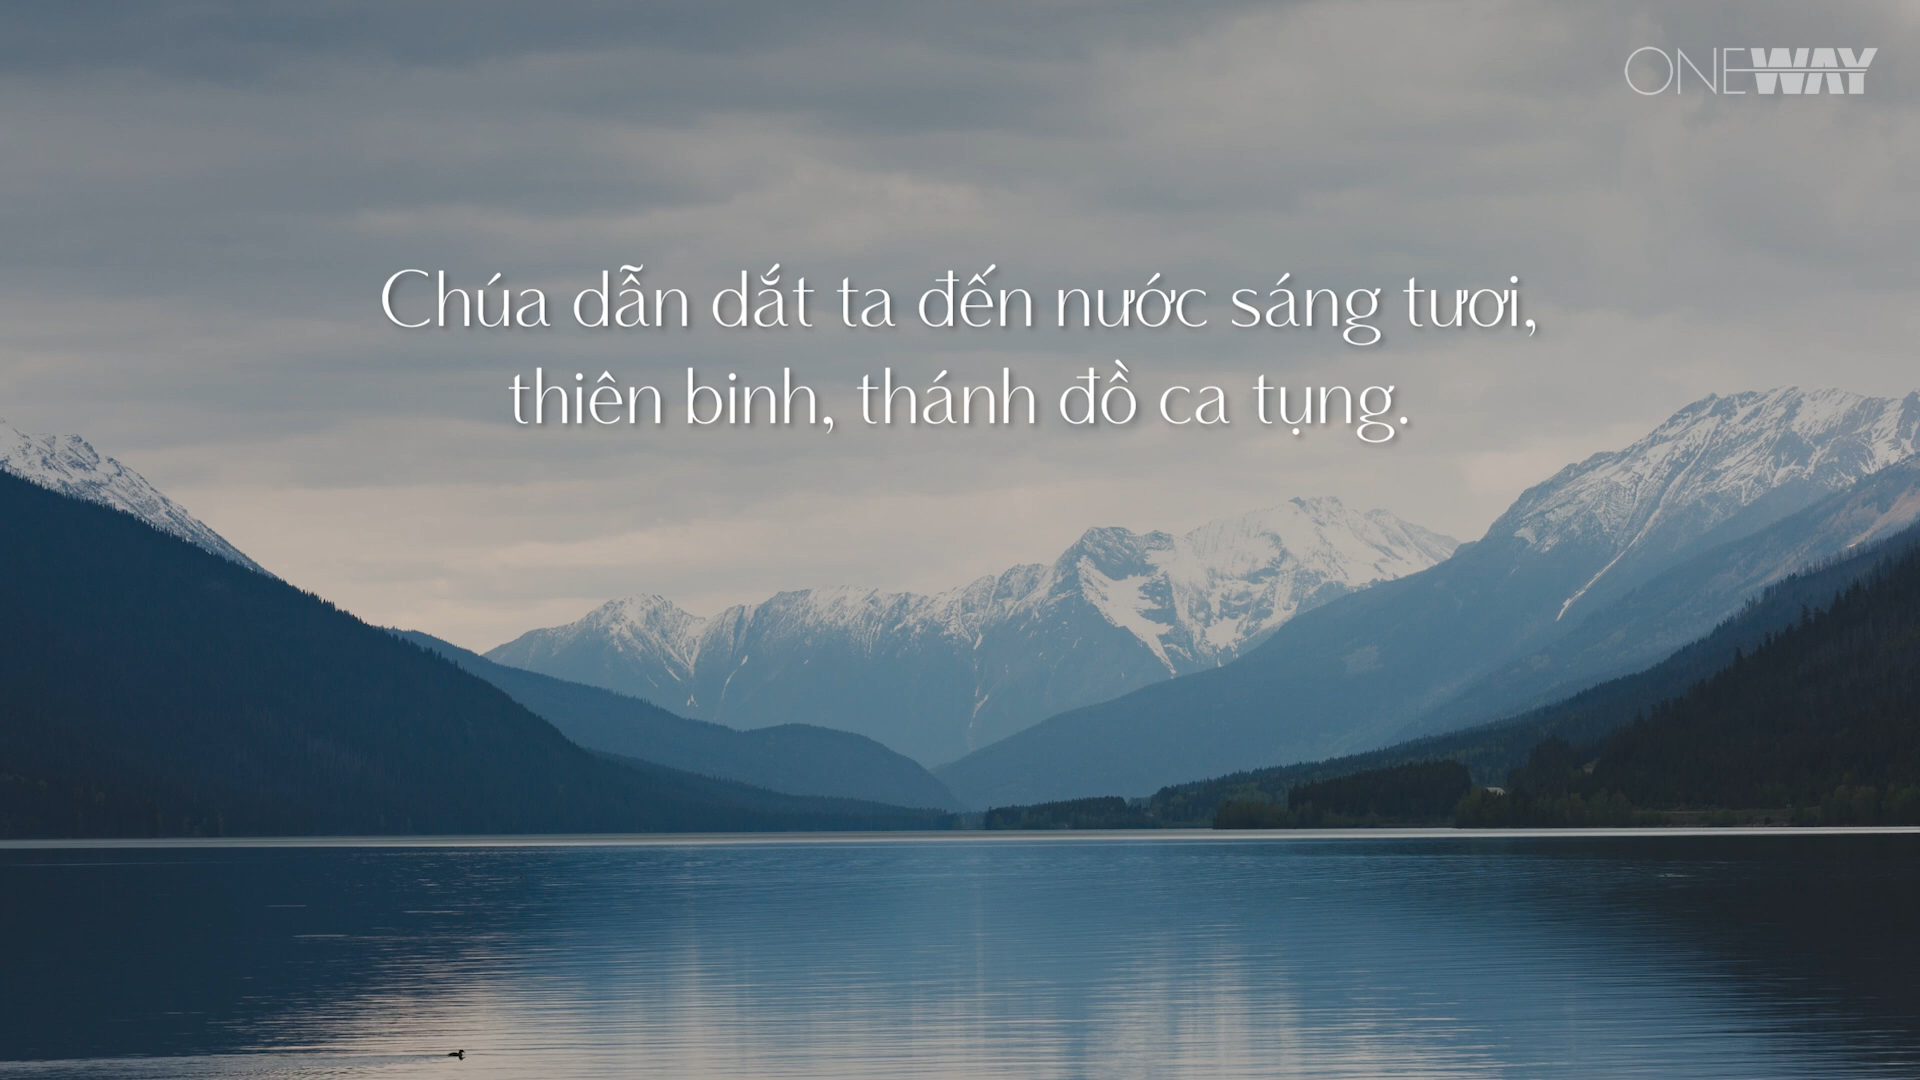 ONEWAY
Chúa dẫn dắt ta đến nước sáng tươi,
thiên binh, thánh đồ ca tụng.